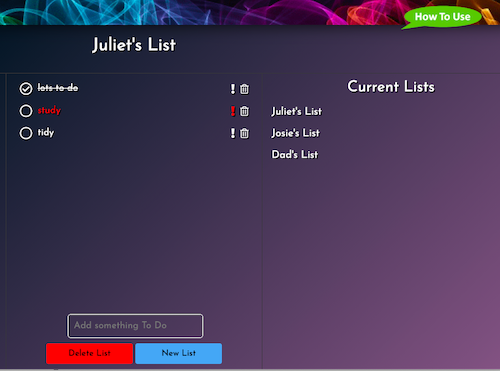 How To Use
Juliet's List
lots to do
study
tidy
Add something To Do
Delete List
New List
Current Lists
Juliet's List
Josie's List
Dad's List